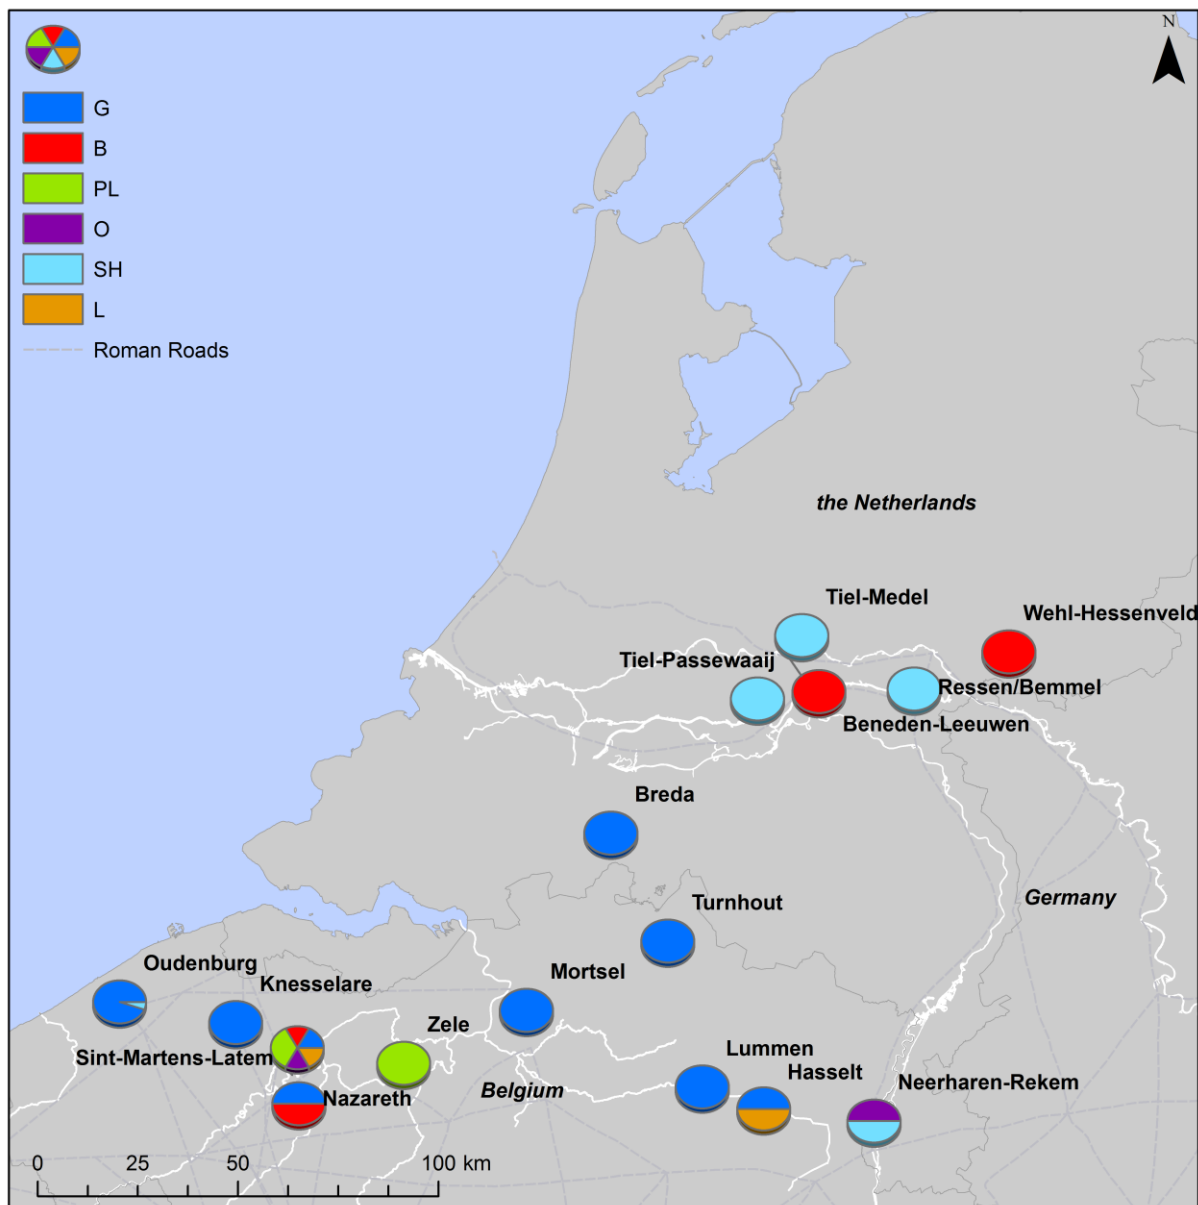 N
G
B
PL
O
SH
L
Roman Roads
the Netherlands
Tiel-Medel
Wehl-Hessenveld
Tiel-Passewaaij
Ressen/Bemmel
Beneden-Leeuwen
Breda
Germany
Turnhout
Oudenburg
Mortsel
Knesselare
Zele
Sint-Martens-Latem
Lummen
Hasselt
Neerharen-Rekem
Belgium
Nazareth
0 25 50 100 km